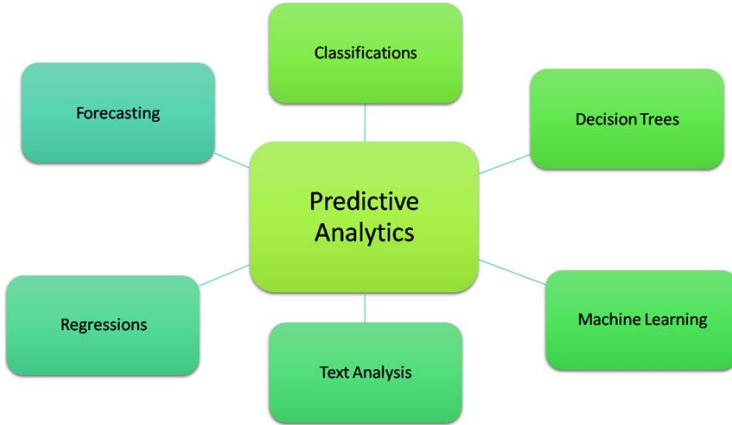 Classifications
Forecasting
Decision Trees
Predictive
Analytics
Regressions
Machine Learning
Text Analysis